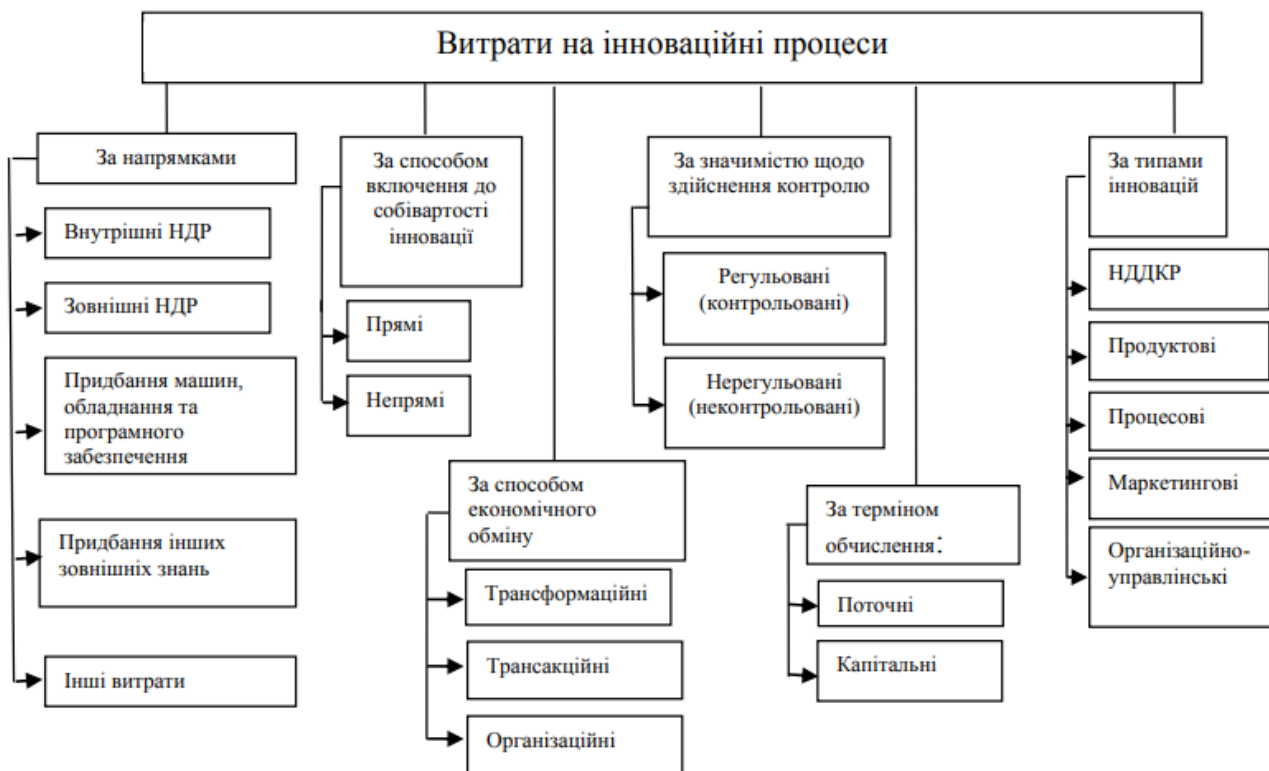 Витрати на інноваційні процеси
За напрямками
Внутрішні НДР
Зовнішні НДР
Придбання машин,
обладнання та
програмного
забезпечення
Придбання інших
зовнішніх знань
Інші витрати
За способом
включення до
собівартості
інновації
Прямі
Непрямі
За способом
економічного
обміну
Трансформаційні
Трансакційні
Організаційні
За значимістю щодо
здійснення контролю
Регульовані
(контрольовані)
Нерегульовані
(неконтрольовані)
За терміном
обчислення:
Поточні
Капітальні
За типами
інновацій
НДДКР
Продуктові
Процесові
Маркетингові
Організаційно-
управлінські